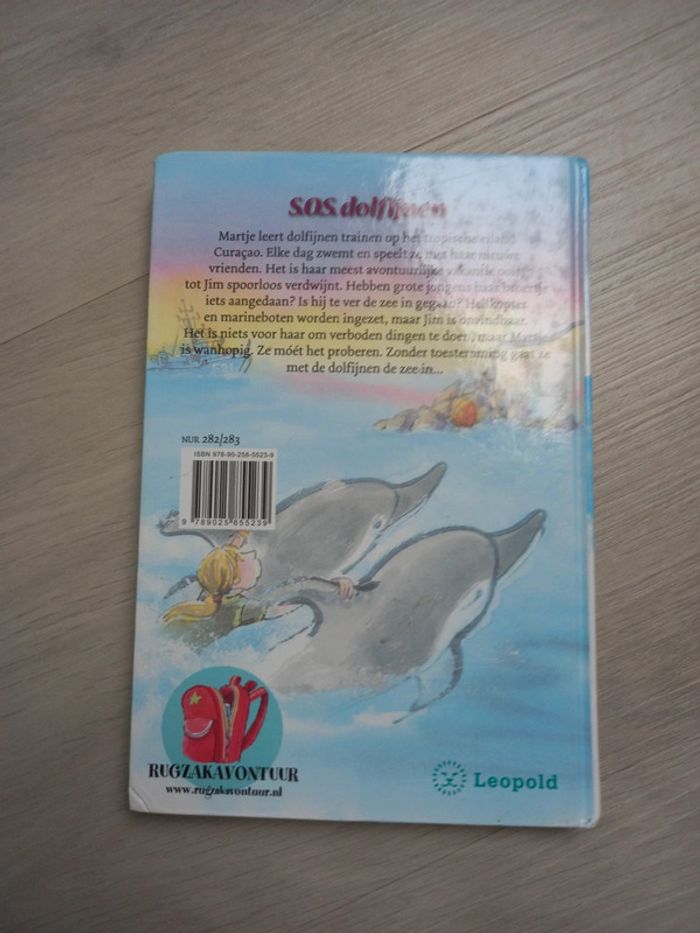 S.O.S. dolfijnen
Martje leert dolfijnen trainen op het tropische eiland
Curaçao. Elke dag zwemt en speelt ze met haar nieuwe
vrienden. Het is haar meest avontuurlijke vakantie ooit,
tot Jim spoorloos verdwijnt. Hebben grote jongens haar broertje
iets aangedaan? Is hij te ver de zee in gegaan? Helikopter
en marineboten worden ingezet, maar Jim is onvindbaar.
Het is niets voor haar om verboden dingen te doen, maar Martje
is wanhopig. Ze móét het proberen. Zonder toestemming gaat ze
met de dolfijnen de zee in...
NUR 282/283
ISBN 978-90-258-5523-9
9 789025 855239
RUGZAKAVONTUUR
www.rugzakavontuur.nl
Leopold